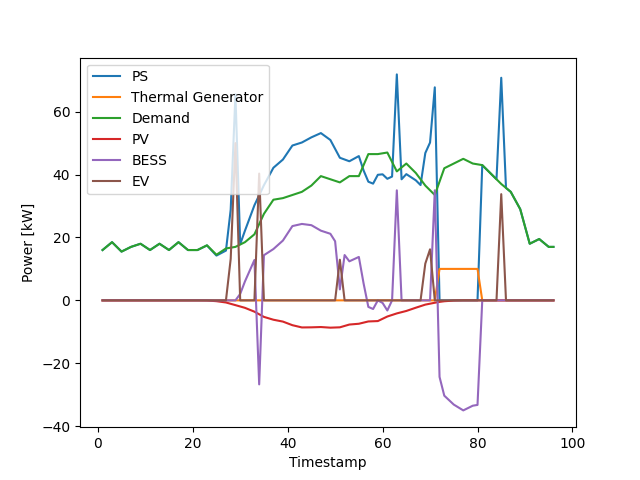 PS
Thermal Generator
Demand
PV
BESS
EV
60
40
20
0
−20
−40
Power [kW]
0 20 40 60 80 100
Timestamp